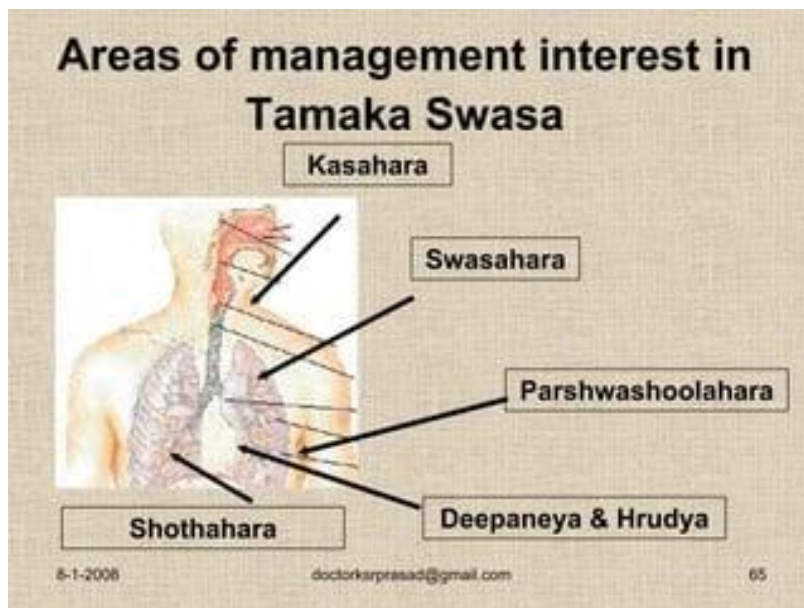 Areas of management interest in
Tamaka Swasa
Kasahara
Swasahara
Parshwashoolahara
Deepaneya & Hrudya
Shothahara
8-1-2008
doctorksrprasad@gmail.com
65